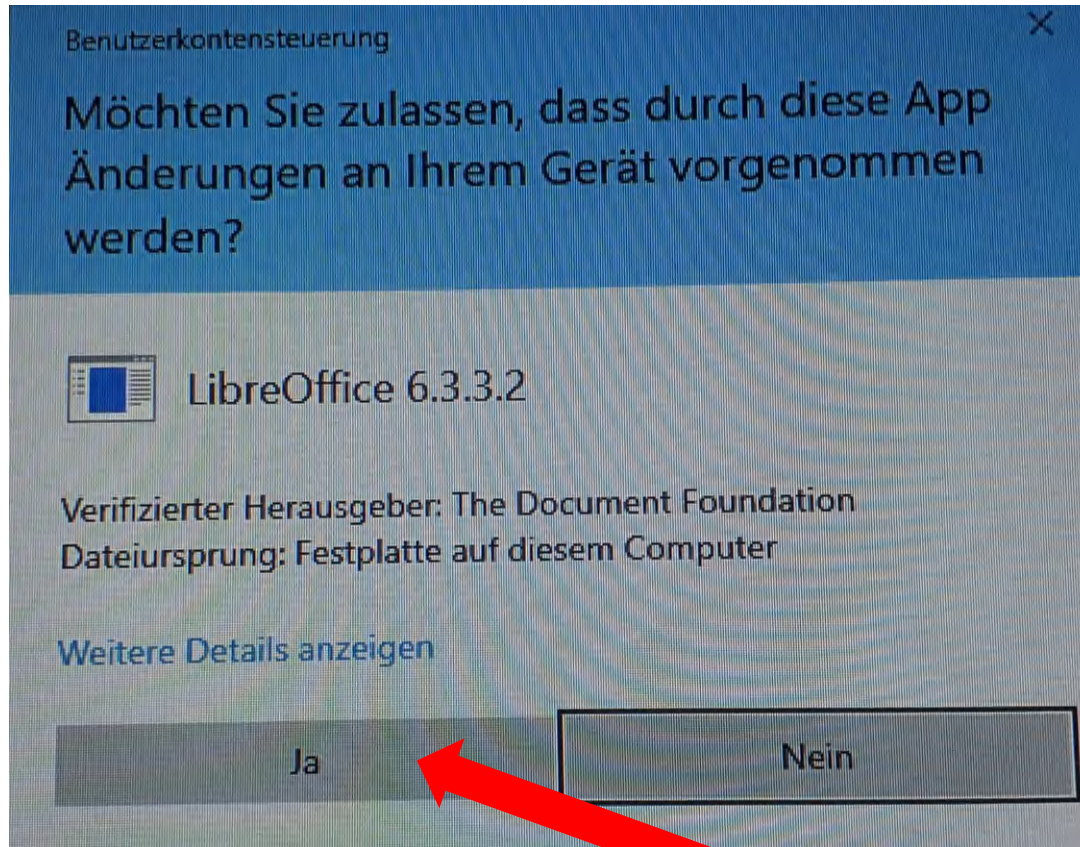 Benutzerkontensteuerung
Möchten Sie zulassen, dass durch diese App
Änderungen an Ihrem Gerät vorgenommen
werden?
LibreOffice 6.3.3.2
Verifizierter Herausgeber: The Document Foundation
Dateiursprung: Festplatte auf diesem Computer
Weitere Details anzeigen
Ja
Nein